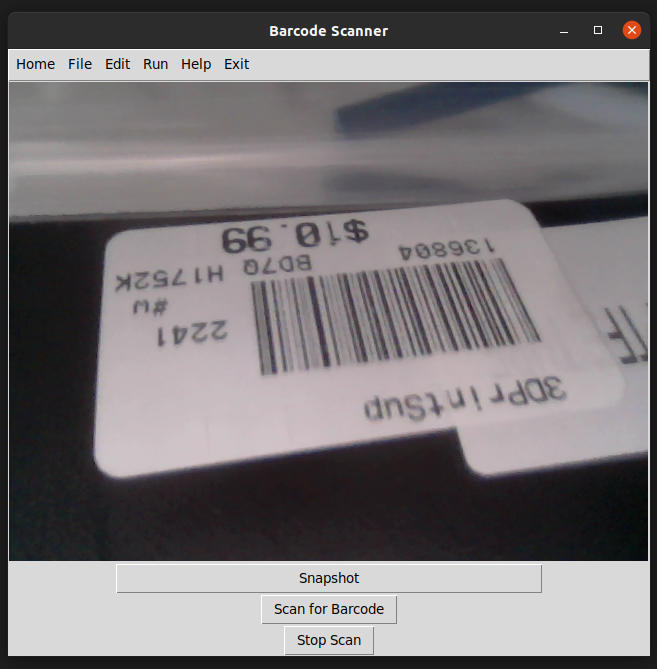 Barcode Scanner
Home File Edit Run Help Exit
3DPrintSup
2241
136804 BD7Q H1752K
$10.99
Snapshot
Scan for Barcode
Stop Scan